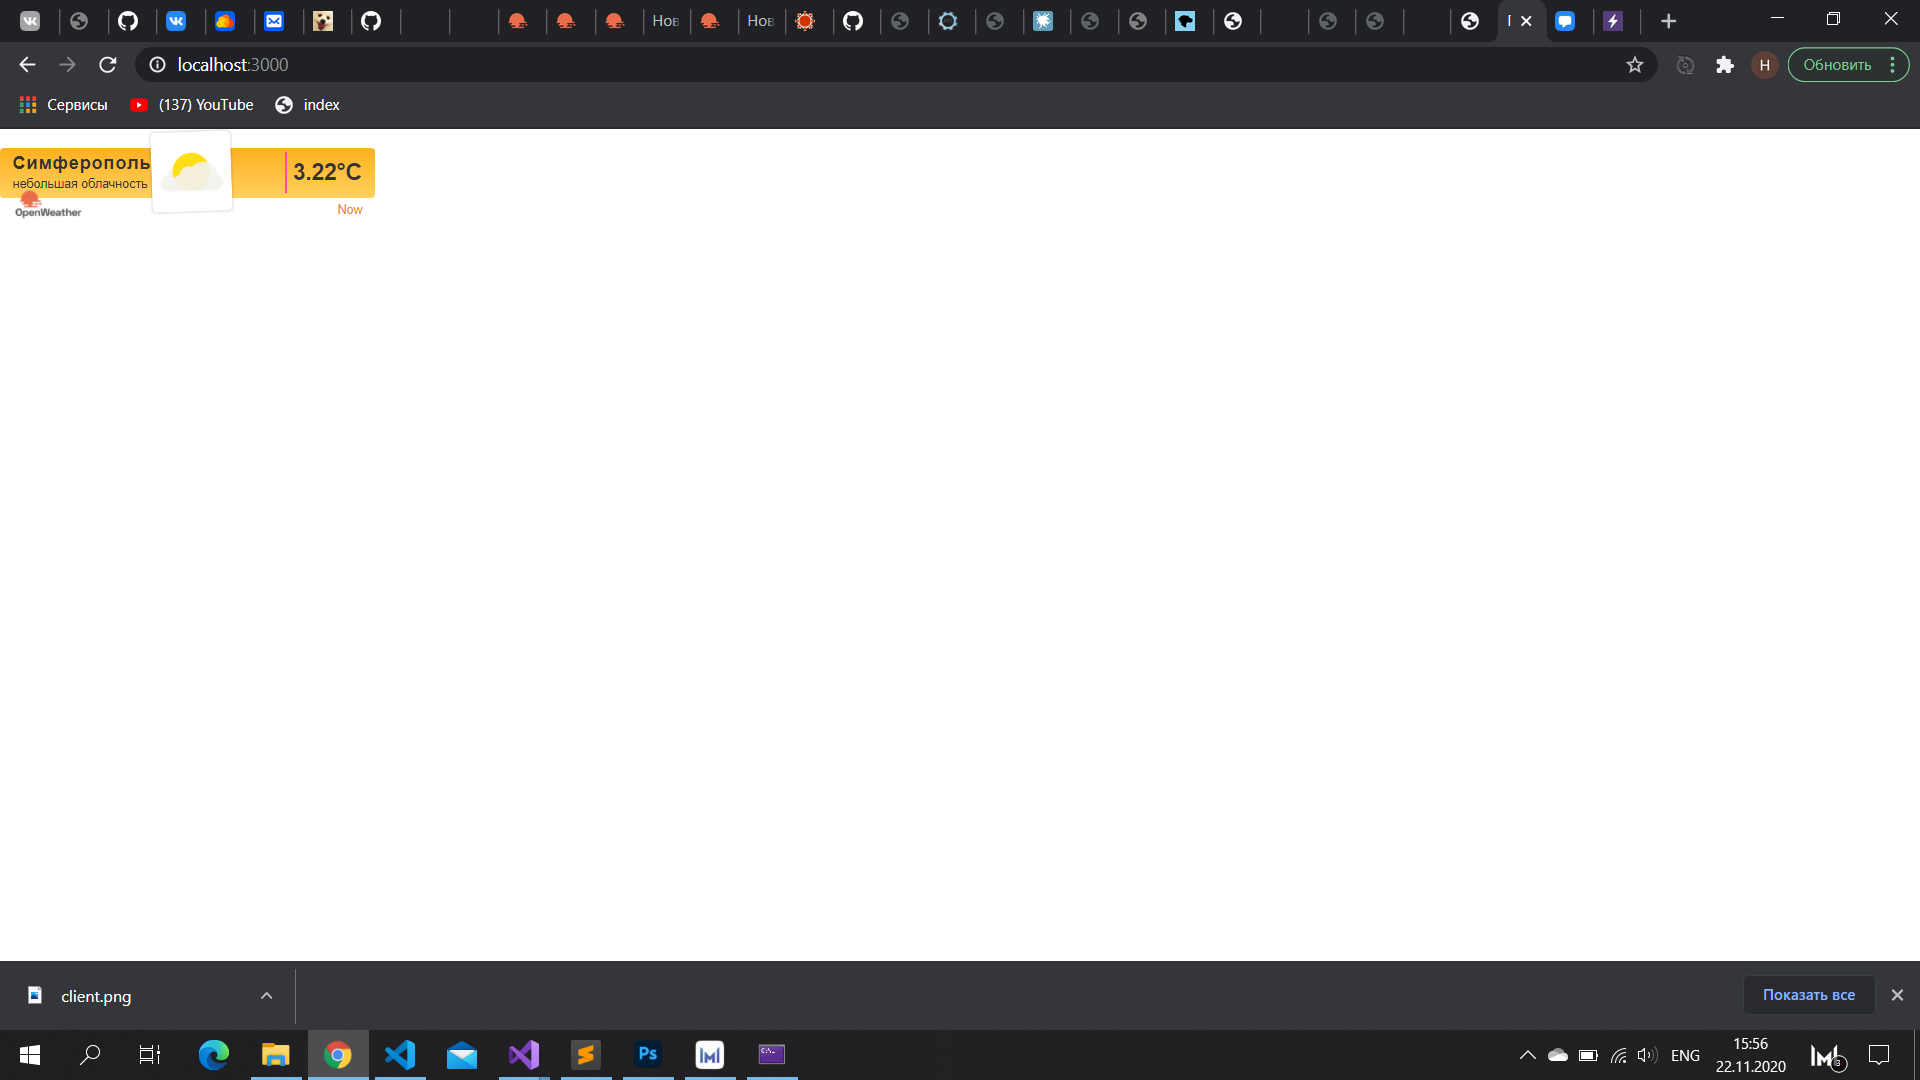 Нов
Нов
localhost:3000
H
Обновить
Сервисы
(137) YouTube
index
Симферополь
небольшая облачность
3.22°C
OpenWeather
Now
client.png
Показать все
Ps
ENG
15:56
22.11.2020